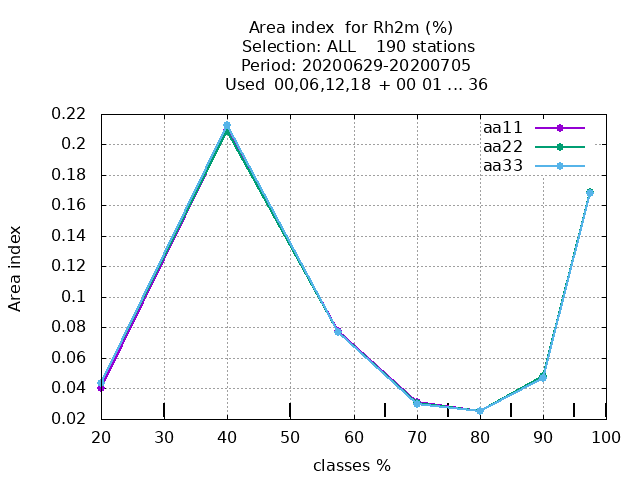 Area index  for Rh2m (%)
Selection: ALL    190 stations
Period: 20200629-20200705
Used  00,06,12,18 + 00 01 ... 36
aa11
aa22
aa33
Area index
0.22
0.2
0.18
0.16
0.14
0.12
0.1
0.08
0.06
0.04
0.02
20 30 40 50 60 70 80 90 100
classes %